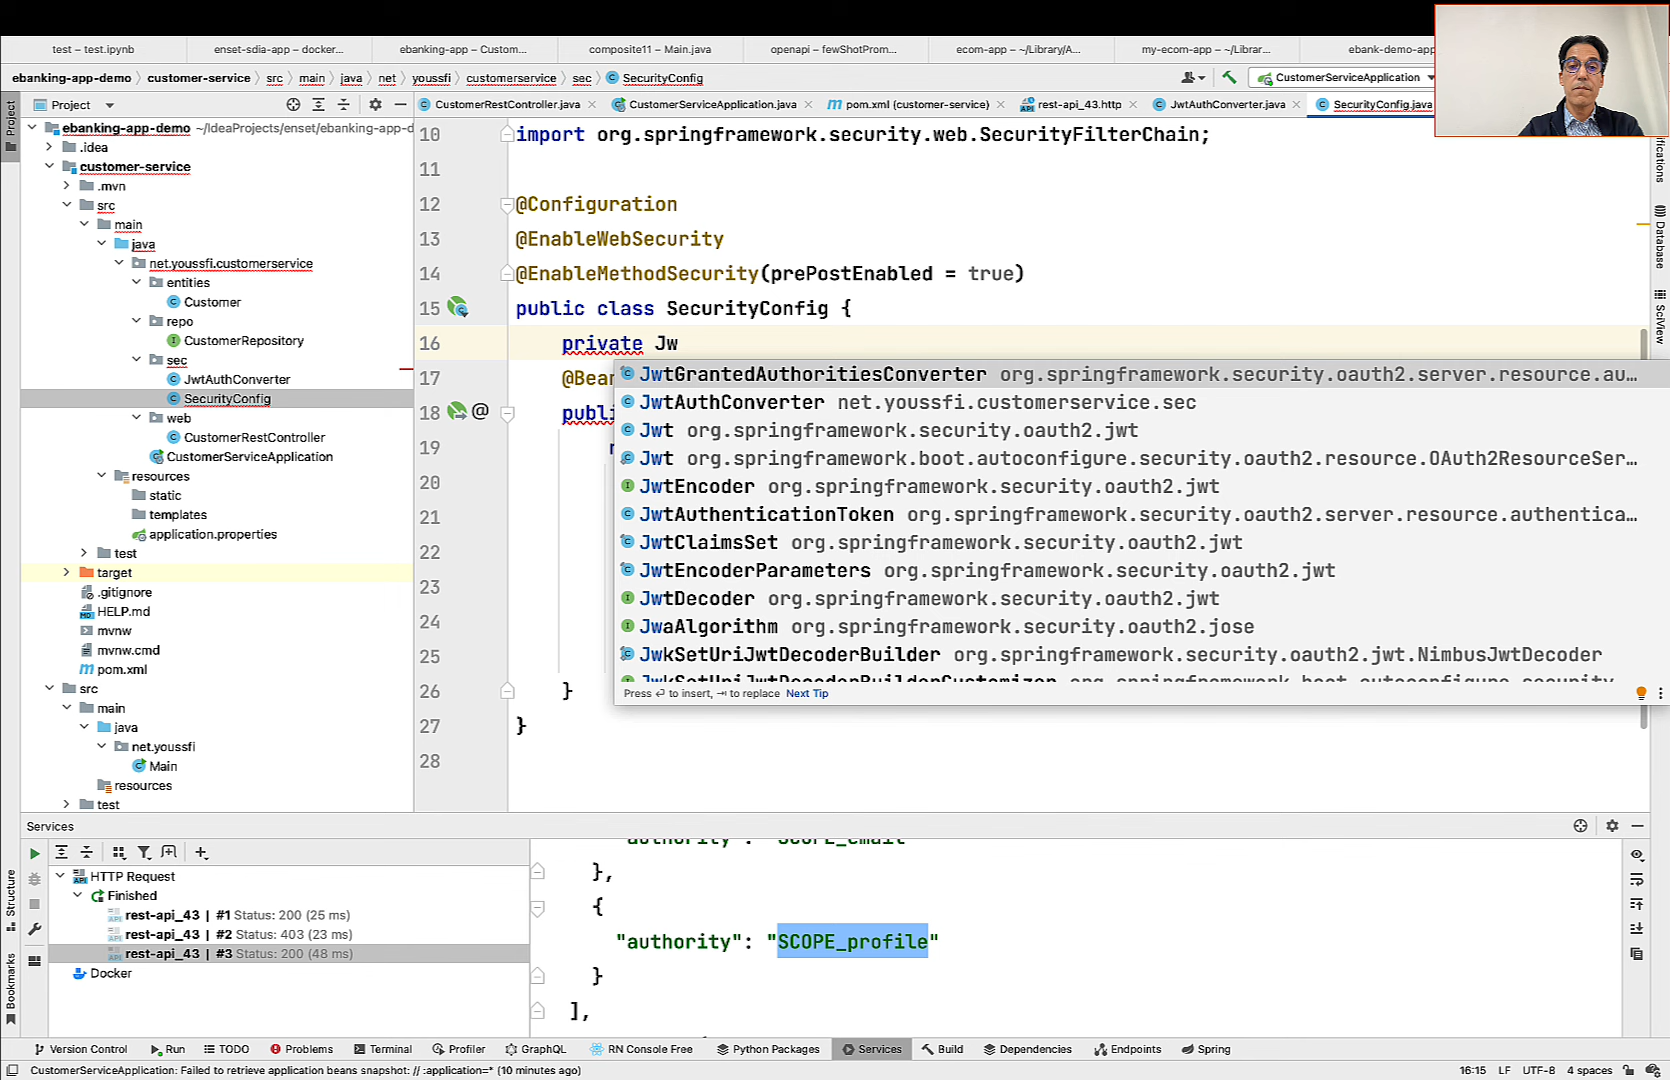 test – test.ipynb
enset-sdia-app – docker...
ebanking-app – Custom...
composite11 – Main.java
openapi – fewShotProm...
ecom-app – ~/Library/A...
my-ecom-app – ~/Librar...
ebank-demo-app
ebanking-app-demo > customer-service > src > main > java > net > youssfi > customerservice > sec > SecurityConfig
CustomerServiceApplication
Project
CustomerRestController.java
CustomerServiceApplication.java
pom.xml (customer-service)
rest-api_43.http
JwtAuthConverter.java
SecurityConfig.java
Project
ebanking-app-demo ~/IdeaProjects/enset/ebanking-app-d
.idea
customer-service
.mvn
src
main
java
net.youssfi.customerservice
entities
Customer
repo
CustomerRepository
sec
JwtAuthConverter
SecurityConfig
web
CustomerRestController
CustomerServiceApplication
resources
static
templates
application.properties
test
target
.gitignore
HELP.md
mvnw
mvnw.cmd
pom.xml
src
main
java
net.youssfi
Main
resources
test
10 import org.springframework.security.web.SecurityFilterChain;
11
12 @Configuration
13 @EnableWebSecurity
14 @EnableMethodSecurity(prePostEnabled = true)
15 public class SecurityConfig {
16 private Jw
17 @Bean
18 publi
19
20
21
22
23
24
25
26 }
27 }
28
JwtGrantedAuthoritiesConverter org.springframework.security.oauth2.server.resource.au...
JwtAuthConverter net.youssfi.customerservice.sec
Jwt org.springframework.security.oauth2.jwt
Jwt org.springframework.boot.autoconfigure.security.oauth2.resource.OAuth2ResourceSer...
JwtEncoder org.springframework.security.oauth2.jwt
JwtAuthenticationToken org.springframework.security.oauth2.server.resource.authentica...
JwtClaimsSet org.springframework.security.oauth2.jwt
JwtEncoderParameters org.springframework.security.oauth2.jwt
JwtDecoder org.springframework.security.oauth2.jwt
JwaAlgorithm org.springframework.security.oauth2.jose
JwkSetUriJwtDecoderBuilder org.springframework.security.oauth2.jwt.NimbusJwtDecoder
JwkSetUriJwtDecoderBuilderCustomizer org.springframework.boot.autoconfigure.security
Press ⏎ to insert, ⇥ to replace Next Tip
Database
SciView
Services
HTTP Request
Finished
rest-api_43 | #1 Status: 200 (25 ms)
rest-api_43 | #2 Status: 403 (23 ms)
rest-api_43 | #3 Status: 200 (48 ms)
Docker
"authority": "SCOPE_email"
},
{
"authority": "SCOPE_profile"
}
],
Structure
Bookmarks
Version Control
Run
TODO
Problems
Terminal
Profiler
GraphQL
RN Console Free
Python Packages
Services
Build
Dependencies
Endpoints
Spring
CustomerServiceApplication: Failed to retrieve application beans snapshot: // :application=* (10 minutes ago)
16:15 LF UTF-8 4 spaces